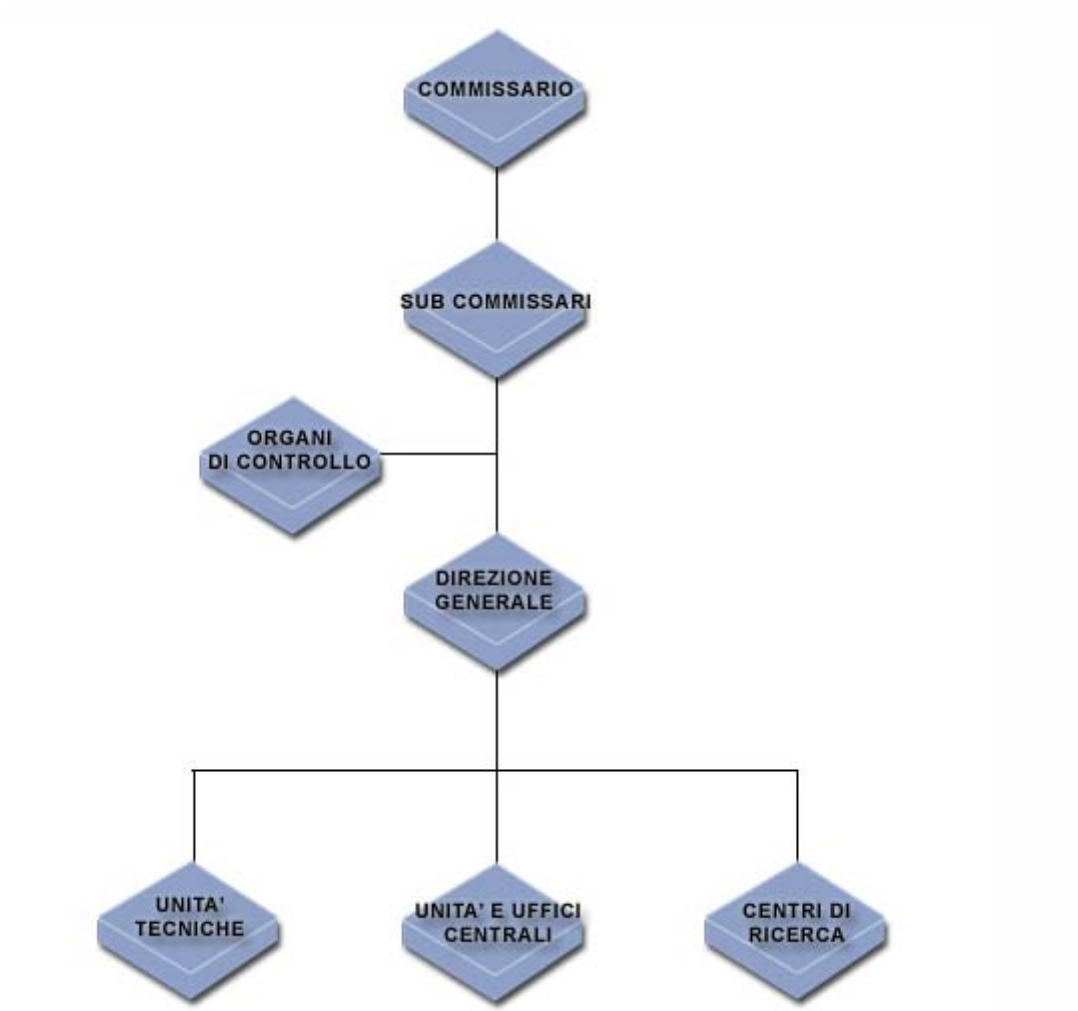 COMMISSARIO
SUB COMMISSARI
ORGANI
DI CONTROLLO
DIREZIONE
GENERALE
UNITA'
TECNICHE
UNITA' E UFFICI
CENTRALI
CENTRI DI
RICERCA